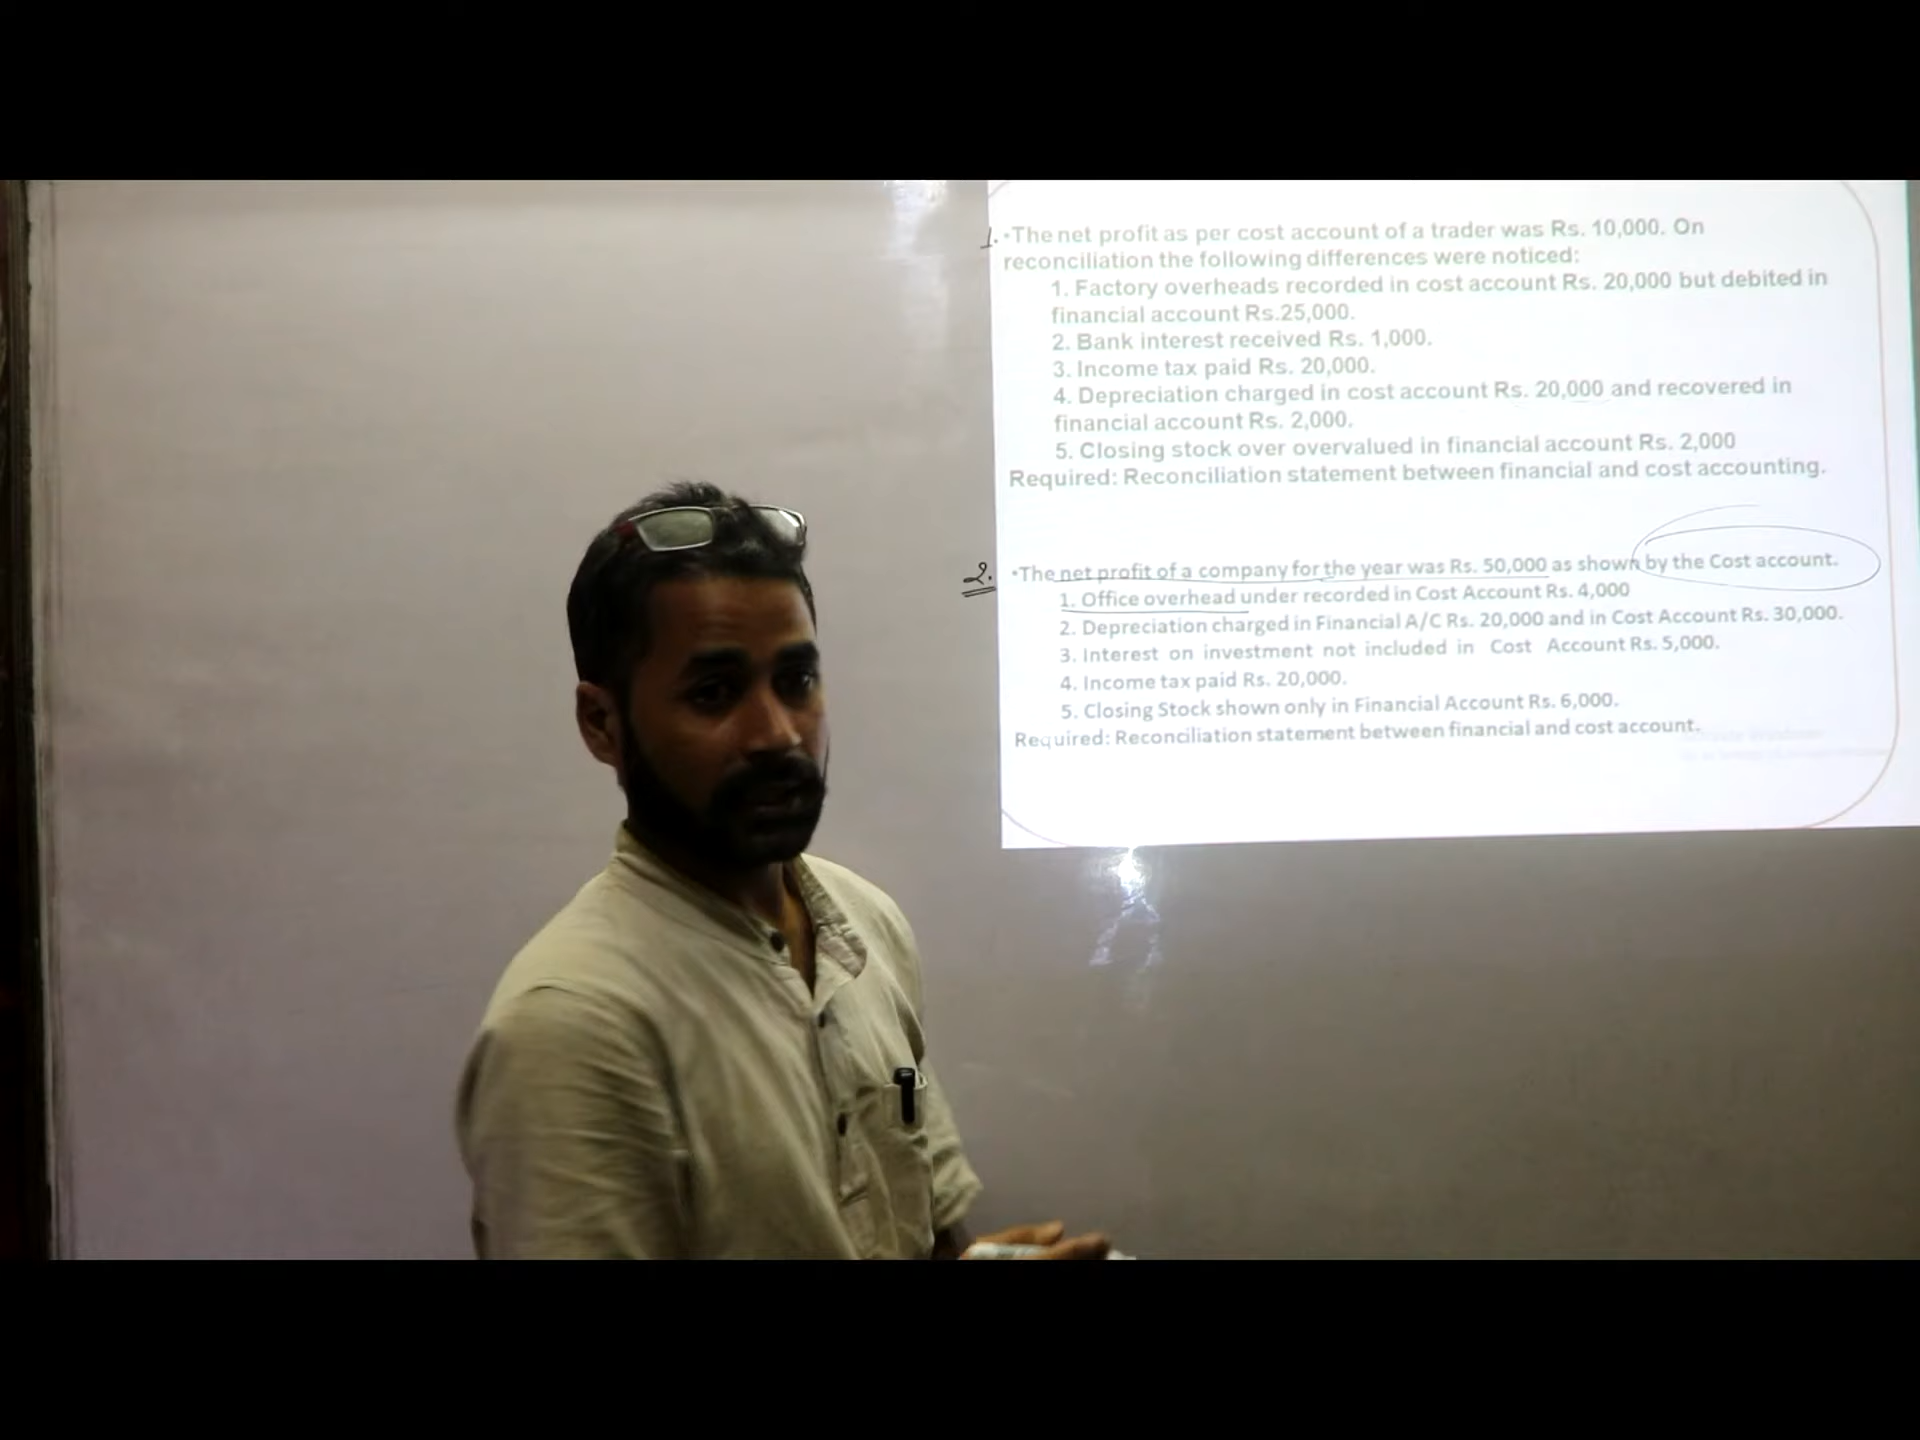 1. •The net profit as per cost account of a trader was Rs. 10,000. On
reconciliation the following differences were noticed:
1. Factory overheads recorded in cost account Rs. 20,000 but debited in
financial account Rs.25,000.
2. Bank interest received Rs. 1,000.
3. Income tax paid Rs. 20,000.
4. Depreciation charged in cost account Rs. 20,000 and recovered in
financial account Rs. 2,000.
5. Closing stock over overvalued in financial account Rs. 2,000
Required: Reconciliation statement between financial and cost accounting.
2. •The net profit of a company for the year was Rs. 50,000 as shown by the Cost account.
1. Office overhead under recorded in Cost Account Rs. 4,000
2. Depreciation charged in Financial A/C Rs. 20,000 and in Cost Account Rs. 30,000.
3. Interest on investment not included in Cost Account Rs. 5,000.
4. Income tax paid Rs. 20,000.
5. Closing Stock shown only in Financial Account Rs. 6,000.
Required: Reconciliation statement between financial and cost account.